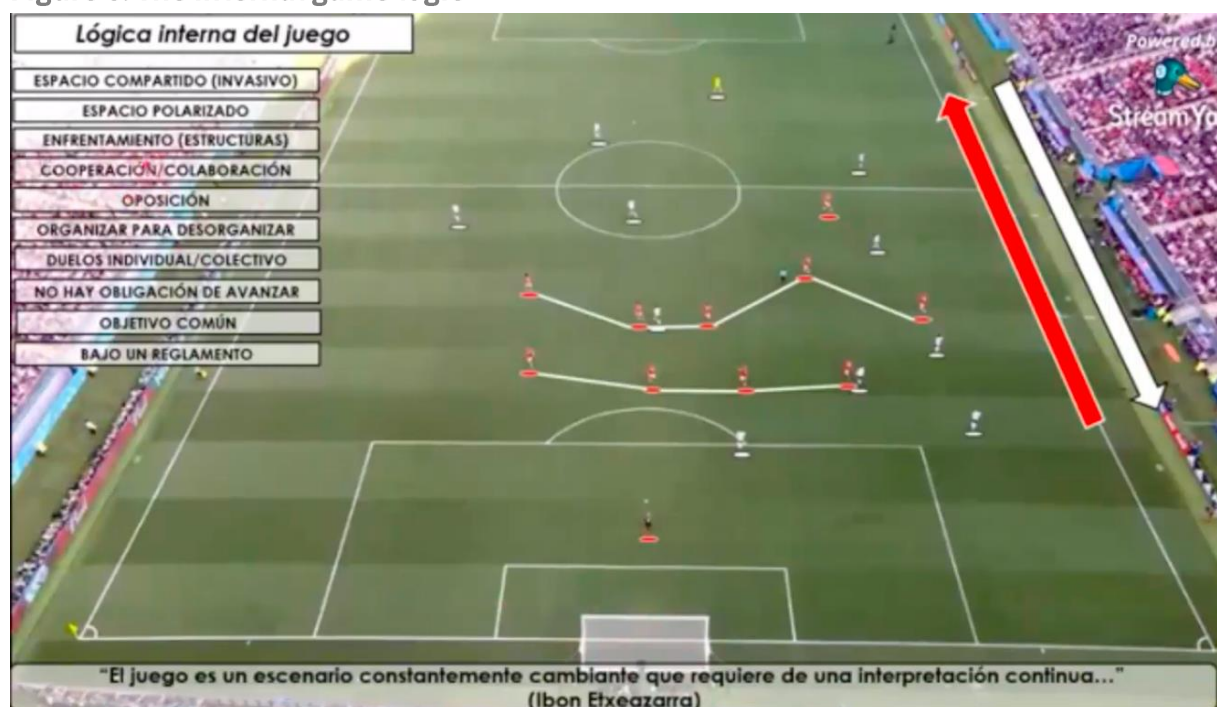 Lógica interna del juego
ESPACIO COMPARTIDO (INVASIVO)
ESPACIO POLARIZADO
ENFRENTAMIENTO (ESTRUCTURAS)
COOPERACIÓN/COLABORACIÓN
OPOSICIÓN
ORGANIZAR PARA DESORGANIZAR
DUELOS INDIVIDUAL/COLECTIVO
NO HAY OBLIGACIÓN DE AVANZAR
OBJETIVO COMÚN
BAJO UN REGLAMENTO
Powered b
StreamYa
"El juego es un escenario constantemente cambiante que requiere de una interpretación continua..."
(Ibon Etxeazarra)